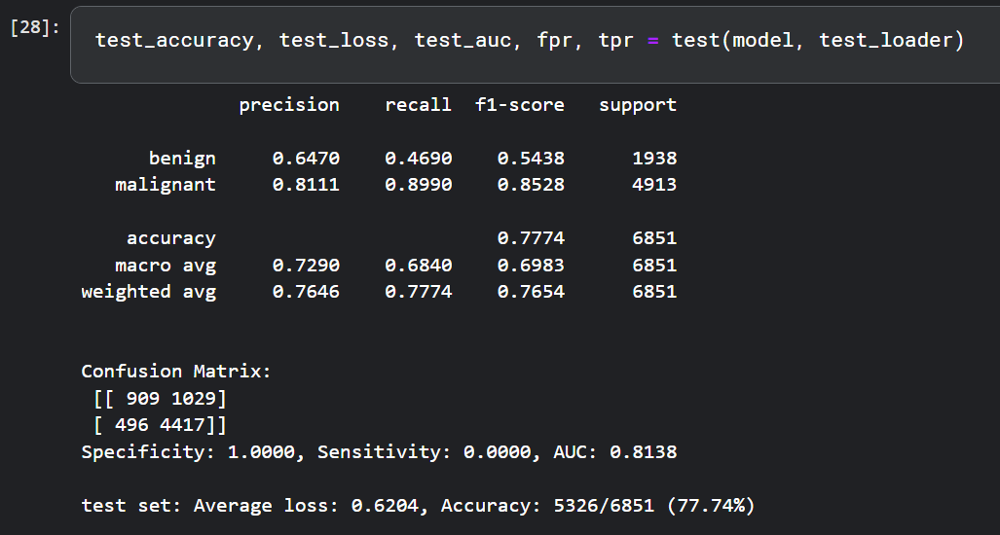 [28]:
test_accuracy, test_loss, test_auc, fpr, tpr = test(model, test_loader)
precision recall f1-score support
benign 0.6470 0.4690 0.5438 1938
malignant 0.8111 0.8990 0.8528 4913
accuracy 0.7774 6851
macro avg 0.7290 0.6840 0.6983 6851
weighted avg 0.7646 0.7774 0.7654 6851
Confusion Matrix:
[[ 909 1029]
[ 496 4417]]
Specificity: 1.0000, Sensitivity: 0.0000, AUC: 0.8138
test set: Average loss: 0.6204, Accuracy: 5326/6851 (77.74%)